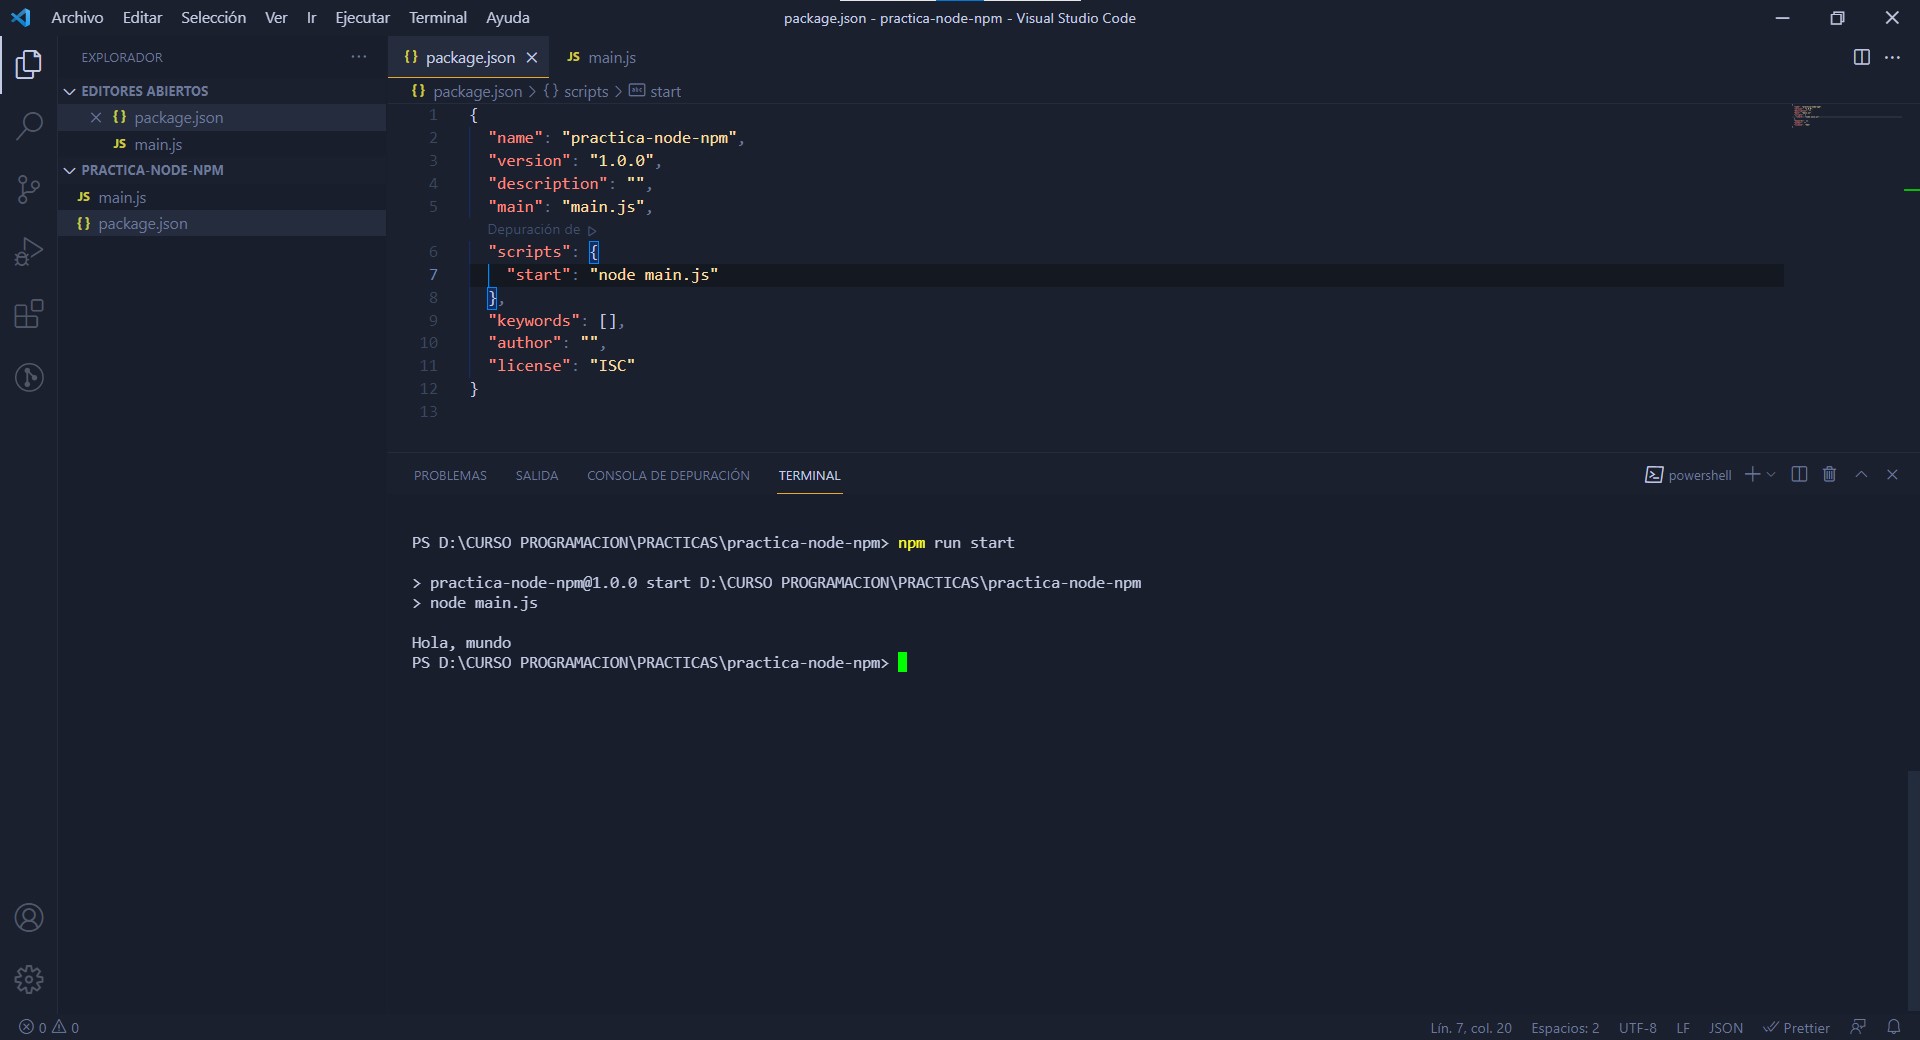 Archivo Editar Selección Ver Ir Ejecutar Terminal Ayuda
package.json - practica-node-npm - Visual Studio Code
EXPLORADOR
EDITORES ABIERTOS
{} package.json
JS main.js
PRACTICA-NODE-NPM
JS main.js
{} package.json
{} package.json JS main.js
{} package.json > {} scripts > abc start
1 {
2 "name": "practica-node-npm",
3 "version": "1.0.0",
4 "description": "",
5 "main": "main.js",
Depuración de
6 "scripts": {
7 "start": "node main.js"
8 },
9 "keywords": [],
10 "author": "",
11 "license": "ISC"
12 }
13
PROBLEMAS SALIDA CONSOLA DE DEPURACIÓN TERMINAL
powershell
PS D:\CURSO PROGRAMACION\PRACTICAS\practica-node-npm> npm run start
> practica-node-npm@1.0.0 start D:\CURSO PROGRAMACION\PRACTICAS\practica-node-npm
> node main.js
Hola, mundo
PS D:\CURSO PROGRAMACION\PRACTICAS\practica-node-npm>
0 0
Lín. 7, col. 20 Espacios: 2 UTF-8 LF JSON Prettier